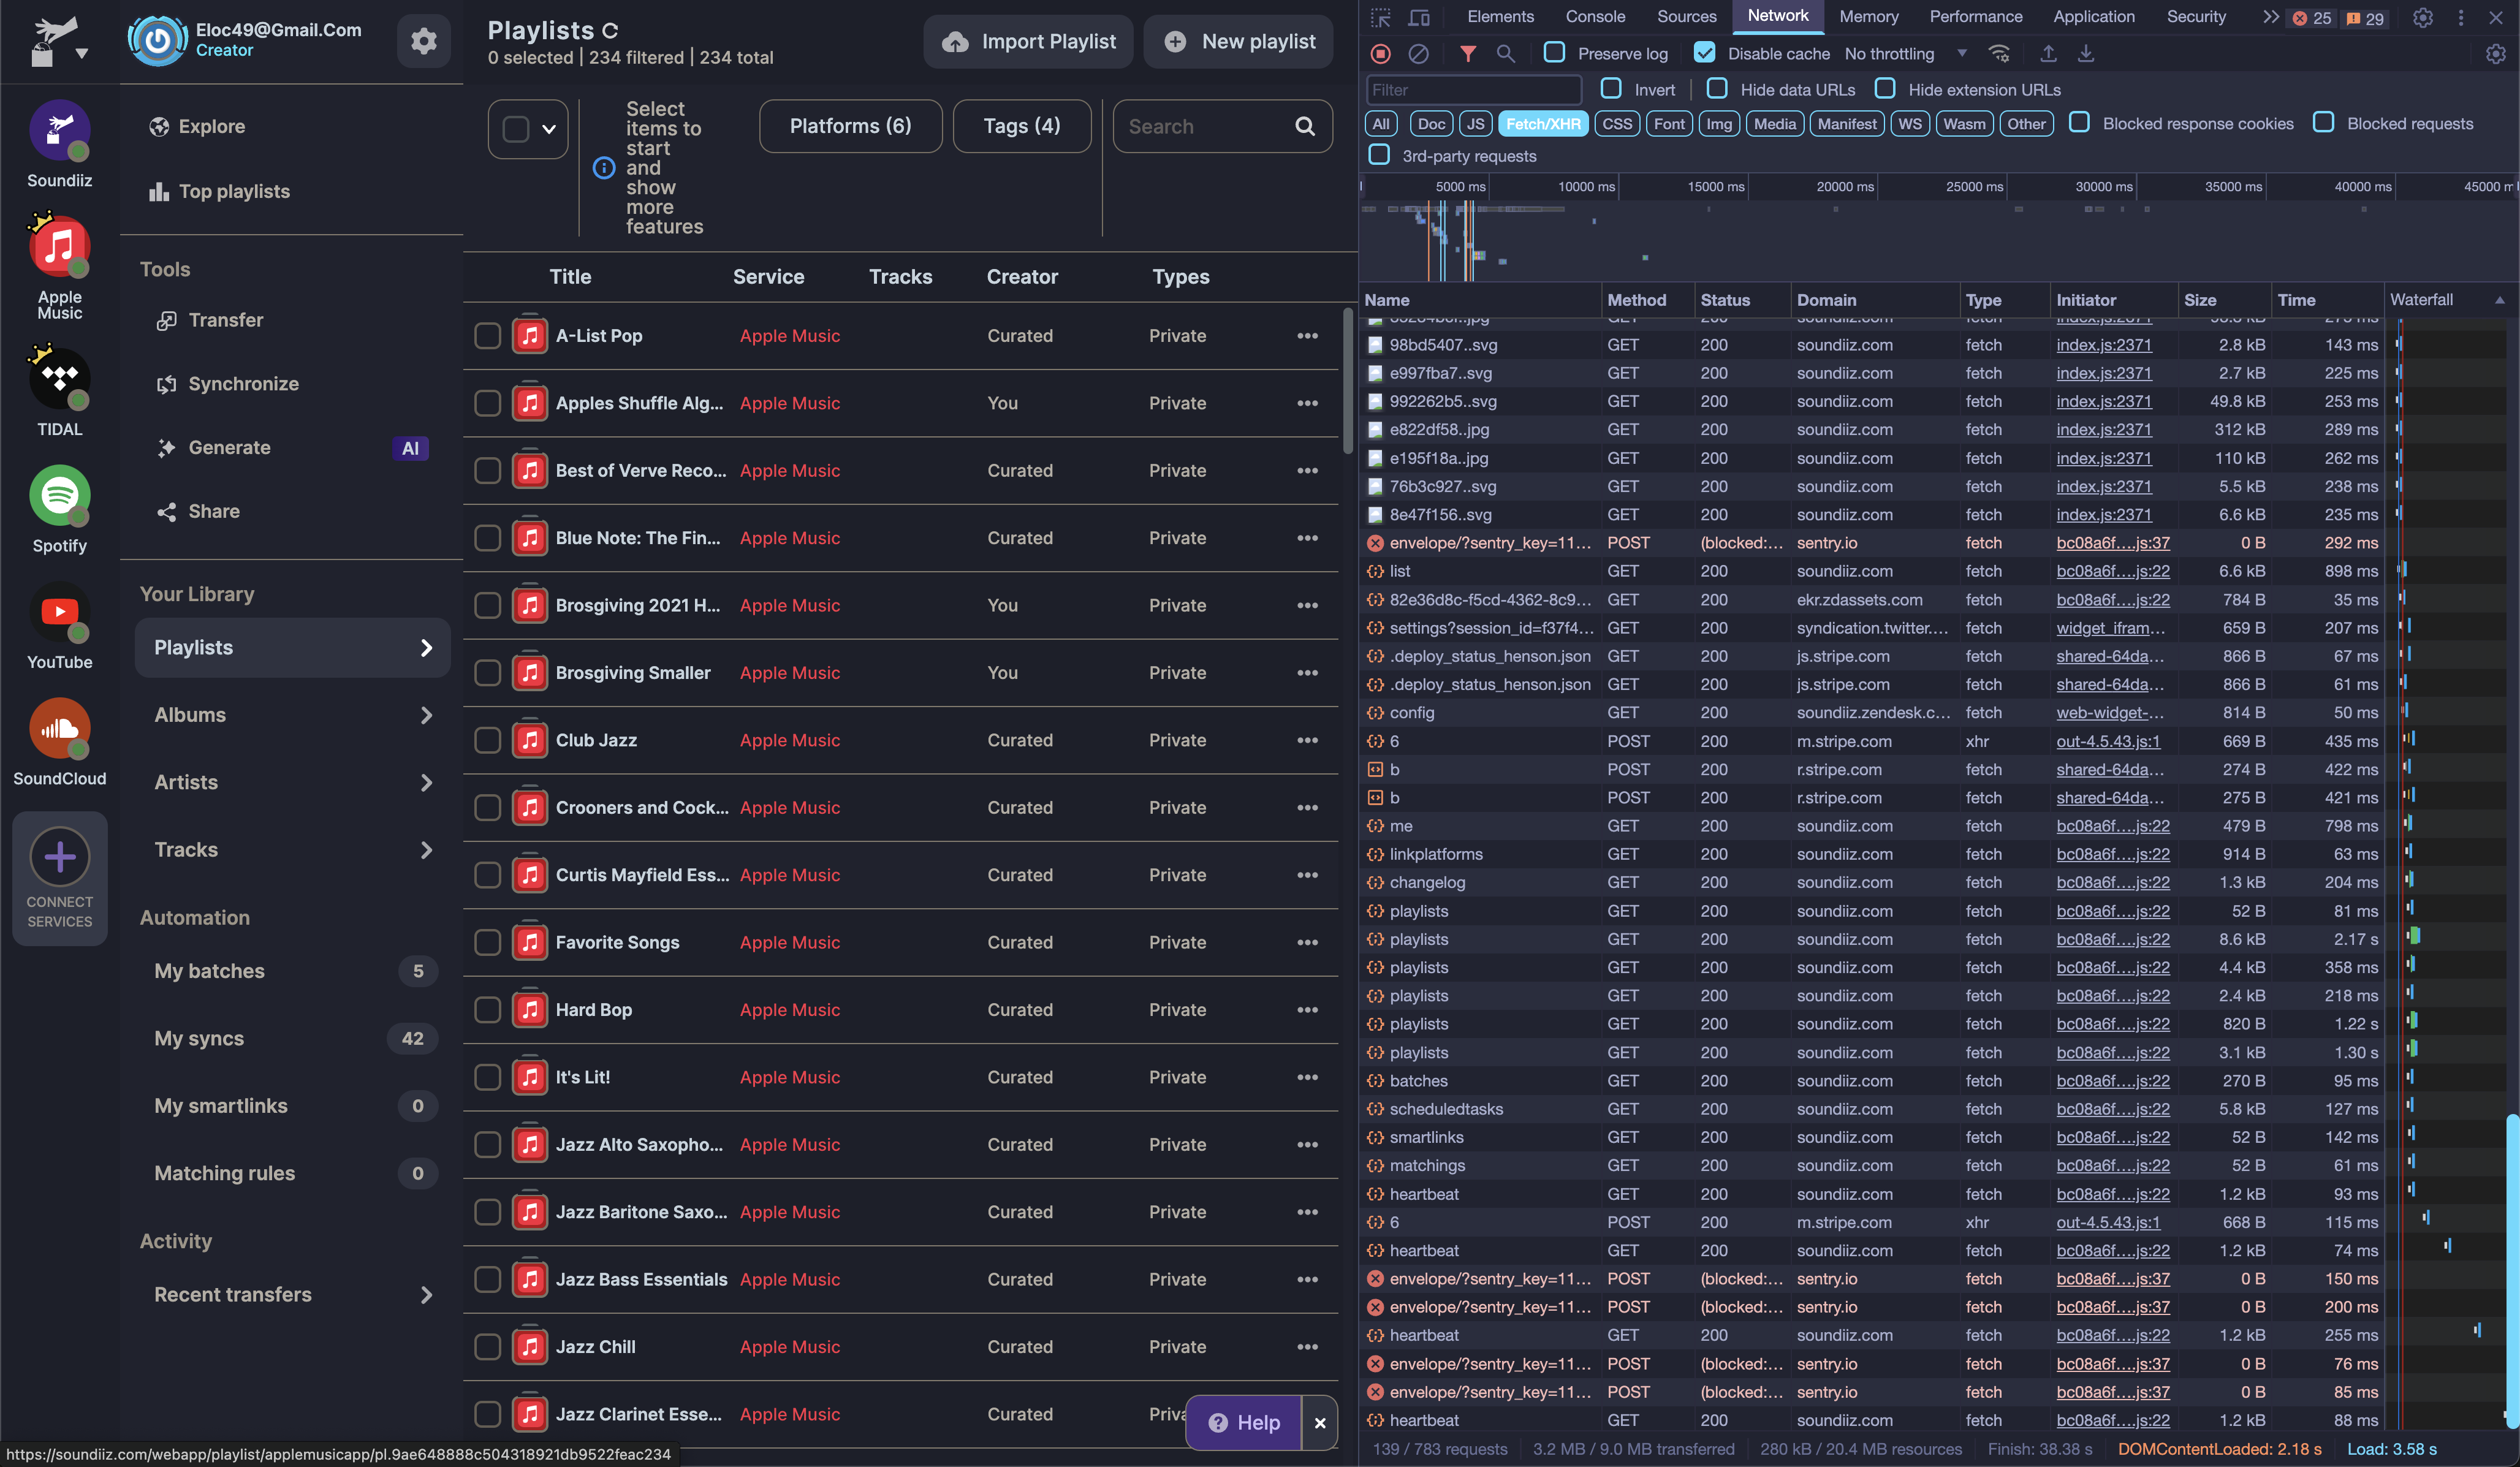 Eloc49@Gmail.Com
Creator
Soundiiz
Apple
Music
TIDAL
Spotify
YouTube
SoundCloud
CONNECT
SERVICES
Explore
Top playlists
Tools
Transfer
Synchronize
Generate AI
Share
Your Library
Playlists
Albums
Artists
Tracks
Automation
My batches 5
My syncs 42
My smartlinks 0
Matching rules 0
Activity
Recent transfers
Playlists
0 selected | 234 filtered | 234 total
Import Playlist
New playlist
Select
items to
start
and
show
more
features
Platforms (6)
Tags (4)
Search
Title Service Tracks Creator Types
A-List Pop Apple Music Curated Private
Apples Shuffle Alg... Apple Music You Private
Best of Verve Reco... Apple Music Curated Private
Blue Note: The Fin... Apple Music Curated Private
Brosgiving 2021 H... Apple Music You Private
Brosgiving Smaller Apple Music You Private
Club Jazz Apple Music Curated Private
Crooners and Cock... Apple Music Curated Private
Curtis Mayfield Ess... Apple Music Curated Private
Favorite Songs Apple Music Curated Private
Hard Bop Apple Music Curated Private
It's Lit! Apple Music Curated Private
Jazz Alto Saxopho... Apple Music Curated Private
Jazz Baritone Saxo... Apple Music Curated Private
Jazz Bass Essentials Apple Music Curated Private
Jazz Chill Apple Music Curated Private
Jazz Clarinet Esse... Apple Music Curated Priva
Help
https://soundiiz.com/webapp/playlist/applemusicapp/pl.9ae648888c504318921db9522feac234
Elements Console Sources Network Memory Performance Application Security 25 29
Preserve log Disable cache No throttling
Filter Invert Hide data URLs Hide extension URLs
All Doc JS Fetch/XHR CSS Font Img Media Manifest WS Wasm Other Blocked response cookies Blocked requests
3rd-party requests
5000 ms 10000 ms 15000 ms 20000 ms 25000 ms 30000 ms 35000 ms 40000 ms 45000 m
Name Method Status Domain Type Initiator Size Time Waterfall
98bd5407..svg GET 200 soundiiz.com fetch index.js:2371 2.8 kB 143 ms
e997fba7..svg GET 200 soundiiz.com fetch index.js:2371 2.7 kB 225 ms
992262b5..svg GET 200 soundiiz.com fetch index.js:2371 49.8 kB 253 ms
e822df58..jpg GET 200 soundiiz.com fetch index.js:2371 312 kB 289 ms
e195f18a..jpg GET 200 soundiiz.com fetch index.js:2371 110 kB 262 ms
76b3c927..svg GET 200 soundiiz.com fetch index.js:2371 5.5 kB 238 ms
8e47f156..svg GET 200 soundiiz.com fetch index.js:2371 6.6 kB 235 ms
envelope/?sentry_key=11... POST (blocked:... sentry.io fetch bc08a6f....js:37 0 B 292 ms
list GET 200 soundiiz.com fetch bc08a6f....js:22 6.6 kB 898 ms
82e36d8c-f5cd-4362-8c9... GET 200 ekr.zdassets.com fetch bc08a6f....js:22 784 B 35 ms
settings?session_id=f37f4... GET 200 syndication.twitter.... fetch widget_ifram... 659 B 207 ms
.deploy_status_henson.json GET 200 js.stripe.com fetch shared-64da... 866 B 67 ms
.deploy_status_henson.json GET 200 js.stripe.com fetch shared-64da... 866 B 61 ms
config GET 200 soundiiz.zendesk.c... fetch web-widget-... 814 B 50 ms
6 POST 200 m.stripe.com xhr out-4.5.43.js:1 669 B 435 ms
b POST 200 r.stripe.com fetch shared-64da... 274 B 422 ms
b POST 200 r.stripe.com fetch shared-64da... 275 B 421 ms
me GET 200 soundiiz.com fetch bc08a6f....js:22 479 B 798 ms
linkplatforms GET 200 soundiiz.com fetch bc08a6f....js:22 914 B 63 ms
changelog GET 200 soundiiz.com fetch bc08a6f....js:22 1.3 kB 204 ms
playlists GET 200 soundiiz.com fetch bc08a6f....js:22 52 B 81 ms
playlists GET 200 soundiiz.com fetch bc08a6f....js:22 8.6 kB 2.17 s
playlists GET 200 soundiiz.com fetch bc08a6f....js:22 4.4 kB 358 ms
playlists GET 200 soundiiz.com fetch bc08a6f....js:22 2.4 kB 218 ms
playlists GET 200 soundiiz.com fetch bc08a6f....js:22 820 B 1.22 s
playlists GET 200 soundiiz.com fetch bc08a6f....js:22 3.1 kB 1.30 s
batches GET 200 soundiiz.com fetch bc08a6f....js:22 270 B 95 ms
scheduledtasks GET 200 soundiiz.com fetch bc08a6f....js:22 5.8 kB 127 ms
smartlinks GET 200 soundiiz.com fetch bc08a6f....js:22 52 B 142 ms
matchings GET 200 soundiiz.com fetch bc08a6f....js:22 52 B 61 ms
heartbeat GET 200 soundiiz.com fetch bc08a6f....js:22 1.2 kB 93 ms
6 POST 200 m.stripe.com xhr out-4.5.43.js:1 668 B 115 ms
heartbeat GET 200 soundiiz.com fetch bc08a6f....js:22 1.2 kB 74 ms
envelope/?sentry_key=11... POST (blocked:... sentry.io fetch bc08a6f....js:37 0 B 150 ms
envelope/?sentry_key=11... POST (blocked:... sentry.io fetch bc08a6f....js:37 0 B 200 ms
heartbeat GET 200 soundiiz.com fetch bc08a6f....js:22 1.2 kB 255 ms
envelope/?sentry_key=11... POST (blocked:... sentry.io fetch bc08a6f....js:37 0 B 76 ms
envelope/?sentry_key=11... POST (blocked:... sentry.io fetch bc08a6f....js:37 0 B 85 ms
heartbeat GET 200 soundiiz.com fetch bc08a6f....js:22 1.2 kB 88 ms
139 / 783 requests 3.2 MB / 9.0 MB transferred 280 kB / 20.4 MB resources Finish: 38.38 s DOMContentLoaded: 2.18 s Load: 3.58 s